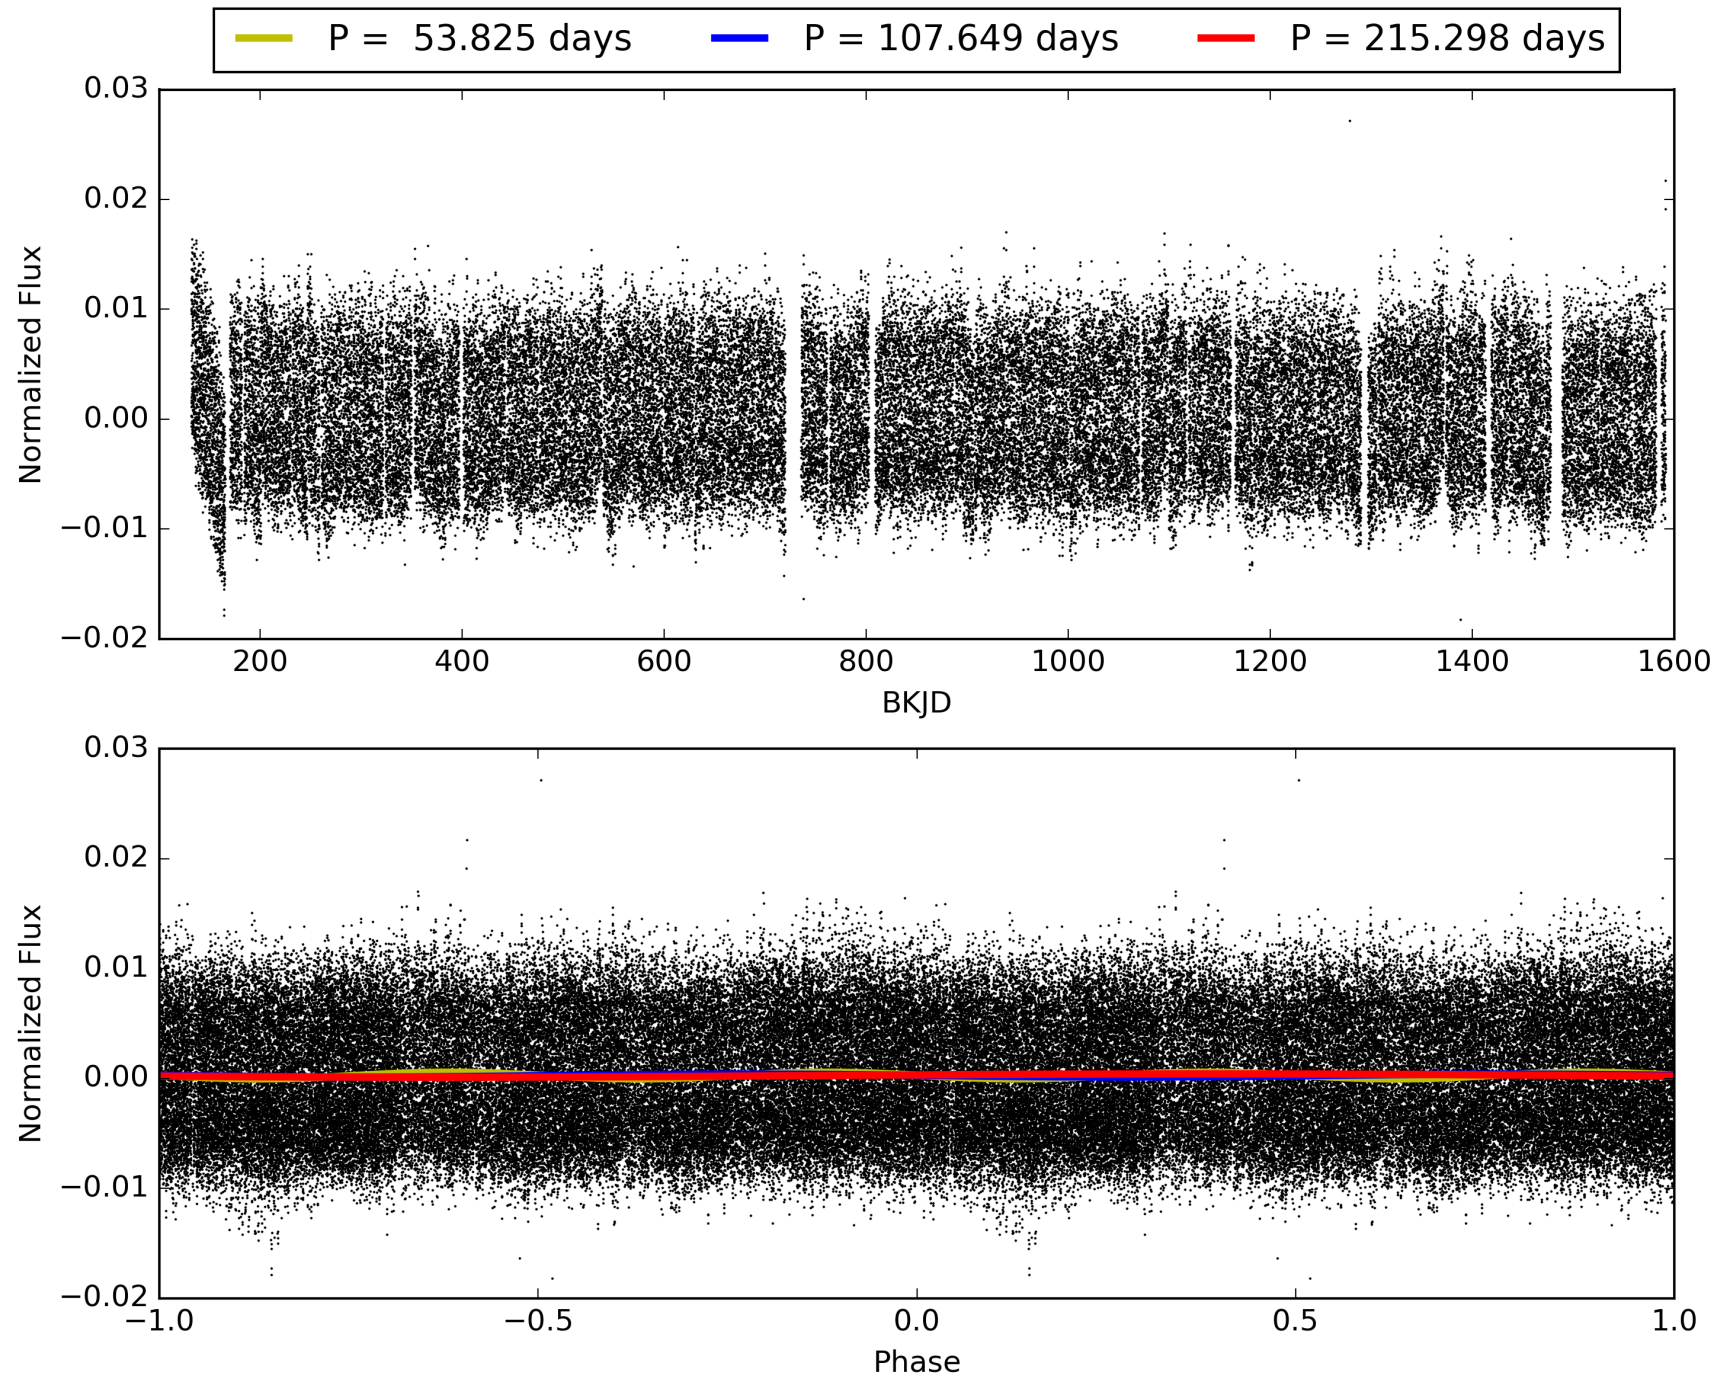 P =  53.825 days P = 107.649 days P = 215.298 days
0.03
0.02
0.01
0.00
−0.01
−0.02
Normalized Flux
200 400 600 800 1000 1200 1400 1600
BKJD
0.03
0.02
0.01
0.00
−0.01
−0.02
Normalized Flux
−1.0 −0.5 0.0 0.5 1.0
Phase